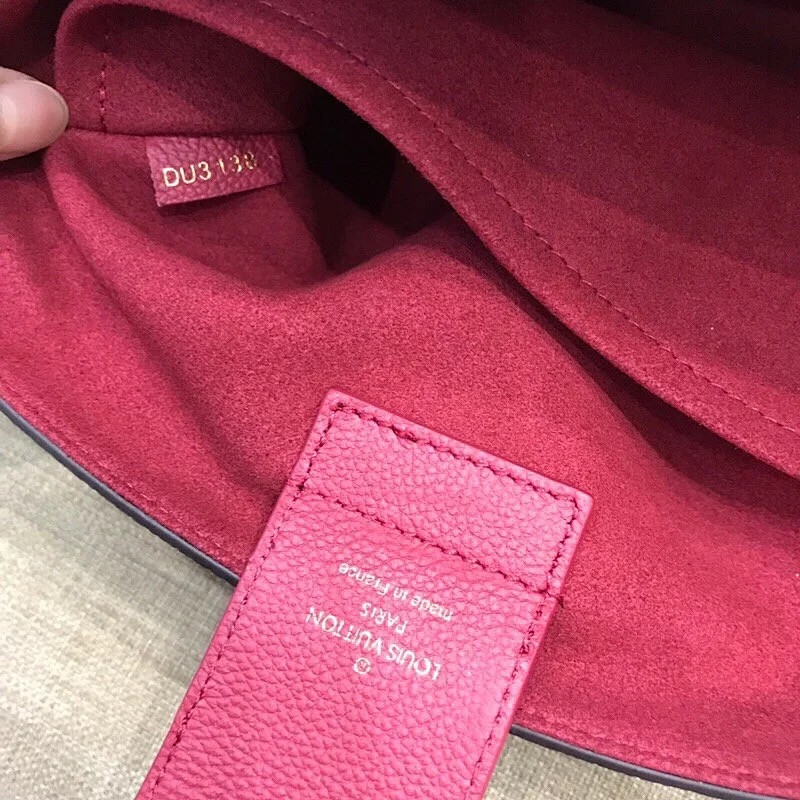 DU3138
®
LOUIS VUITTON
PARIS
made in France